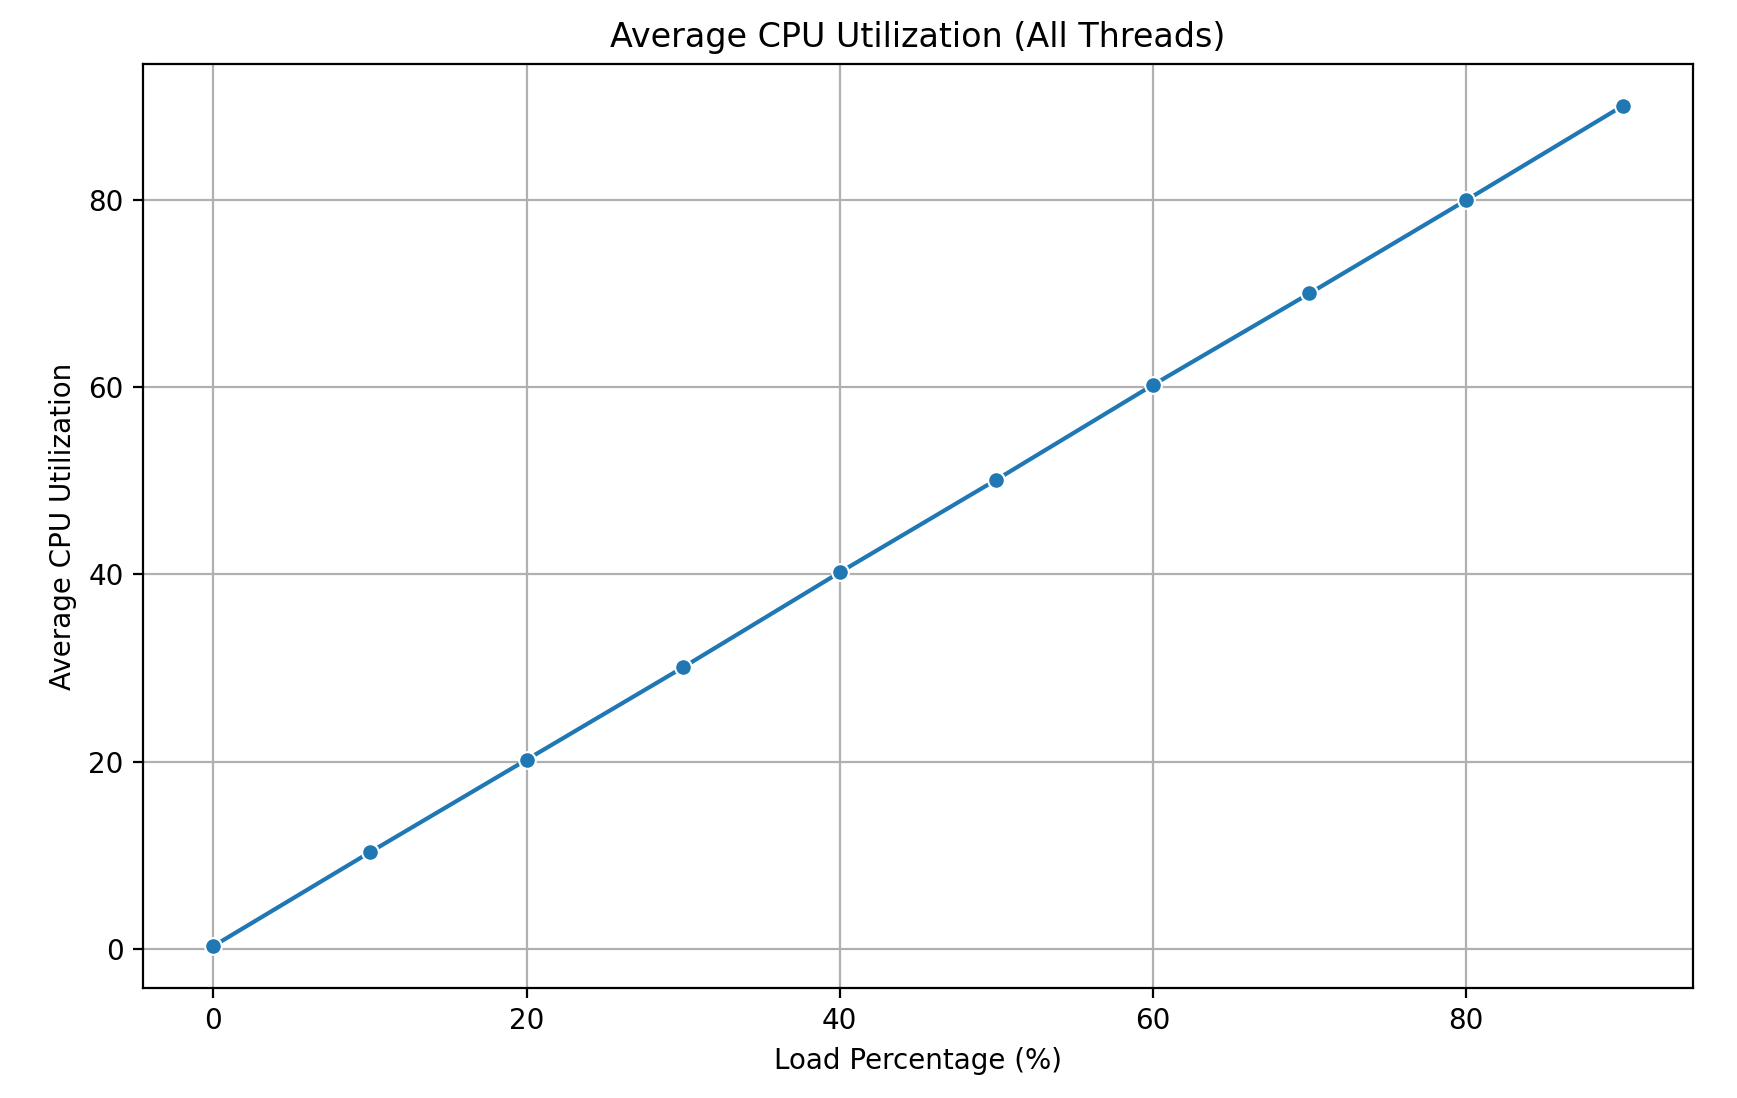 Average CPU Utilization (All Threads)
80
60
40
20
0
Average CPU Utilization
0 20 40 60 80
Load Percentage (%)